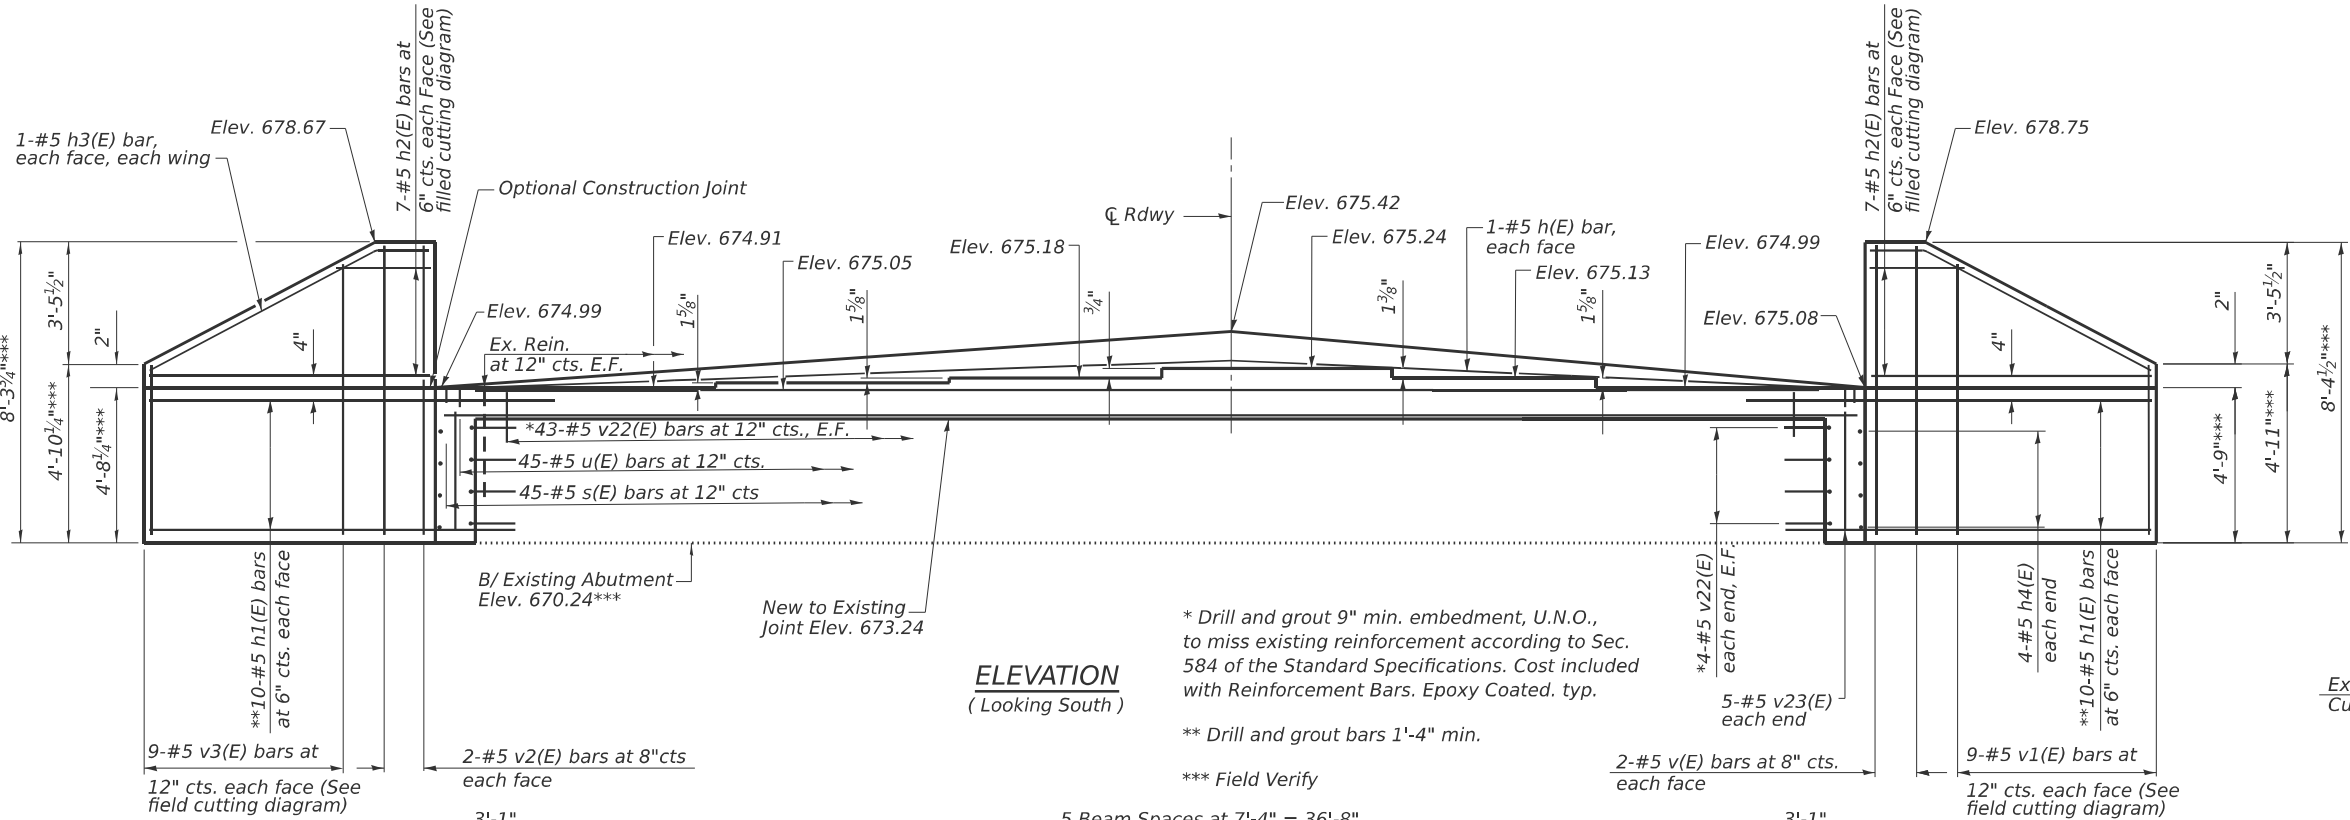 7-#5 h2(E) bars at
6" cts. each Face (See
filled cutting diagram)
7-#5 h2(E) bars at
6" cts. each Face (See
filled cutting diagram)
1-#5 h3(E) bar,
each face, each wing
Elev. 678.67
Elev. 678.75
Optional Construction Joint
℄ Rdwy
Elev. 675.42
Elev. 674.91
Elev. 675.05
Elev. 675.18
Elev. 675.24
1-#5 h(E) bar,
each face
Elev. 675.13
Elev. 674.99
Elev. 675.08
Elev. 674.99
Ex. Rein.
at 12" cts. E.F.
1⅝"
1⅝"
¾"
1⅜"
1⅝"
8'-3¾"***
3'-5½"
4'-10¼"***
2"
4'-8¼"***
4"
4"
2"
4'-9"***
3'-5½"
4'-11"***
8'-4½"***
*43-#5 v22(E) bars at 12" cts., E.F.
45-#5 u(E) bars at 12" cts.
45-#5 s(E) bars at 12" cts
B/ Existing Abutment
Elev. 670.24***
New to Existing
Joint Elev. 673.24
**10-#5 h1(E) bars
at 6" cts. each face
*4-#5 v22(E)
each end, E.F.
4-#5 h4(E)
each end
**10-#5 h1(E) bars
at 6" cts. each face
ELEVATION
( Looking South )
* Drill and grout 9" min. embedment, U.N.O.,
to miss existing reinforcement according to Sec.
584 of the Standard Specifications. Cost included
with Reinforcement Bars. Epoxy Coated. typ.
** Drill and grout bars 1'-4" min.
*** Field Verify
5-#5 v23(E)
each end
9-#5 v3(E) bars at
12" cts. each face (See
field cutting diagram)
2-#5 v2(E) bars at 8"cts
each face
2-#5 v(E) bars at 8" cts.
each face
9-#5 v1(E) bars at
12" cts. each face (See
field cutting diagram)
3'-1"
5 Beam Spaces at 7'-4" = 36'-8"
3'-1"